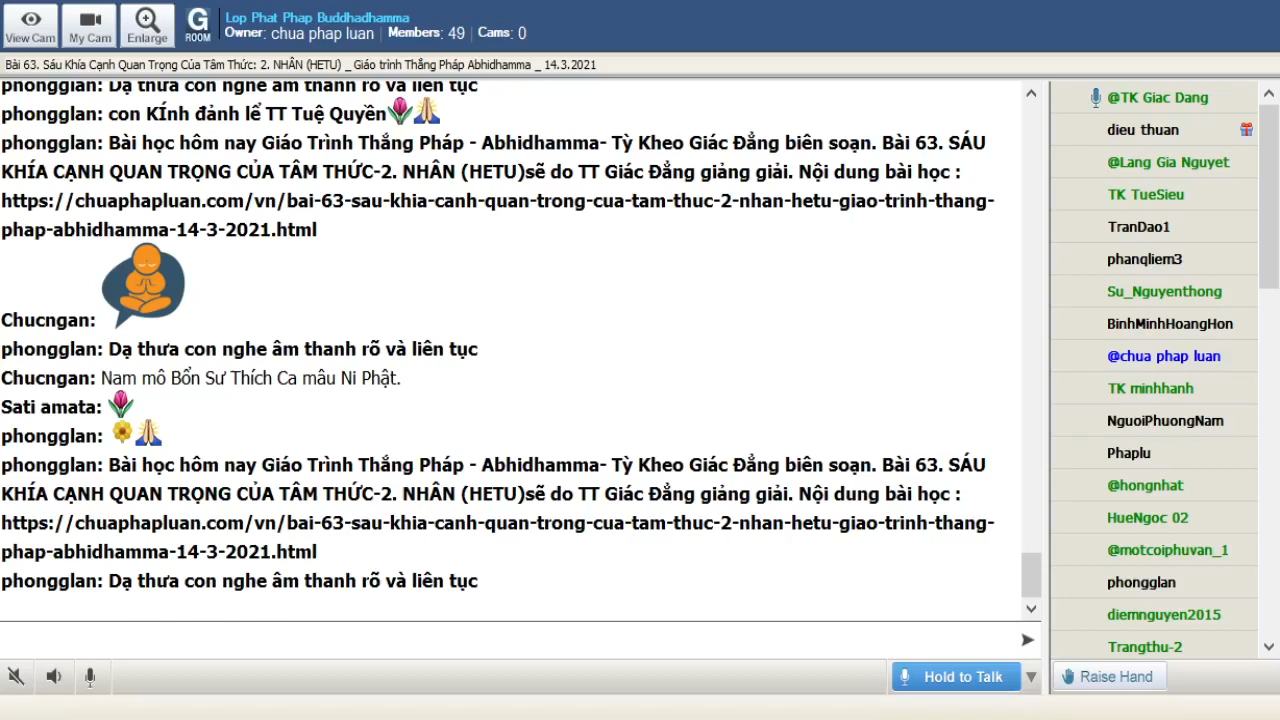 View Cam
My Cam
Enlarge
G
ROOM
Lop Phat Phap Buddhadhamma
Owner: chua phap luan | Members: 49 | Cams: 0
Bài 63. Sáu Khía Cạnh Quan Trọng Của Tâm Thức: 2. NHÂN (HETU) _ Giáo trình Thắng Pháp Abhidhamma _ 14.3.2021
phongglan: Dạ thưa con nghe âm thanh rõ và liên tục
phongglan: con KÍnh đảnh lể TT Tuệ Quyền
phongglan: Bài học hôm nay Giáo Trình Thắng Pháp - Abhidhamma- Tỳ Kheo Giác Đẳng biên soạn. Bài 63. SÁU
KHÍA CẠNH QUAN TRỌNG CỦA TÂM THỨC-2. NHÂN (HETU)sẽ do TT Giác Đẳng giảng giải. Nội dung bài học :
https://chuaphapluan.com/vn/bai-63-sau-khia-canh-quan-trong-cua-tam-thuc-2-nhan-hetu-giao-trinh-thang-
phap-abhidhamma-14-3-2021.html
Chucngan:
phongglan: Dạ thưa con nghe âm thanh rõ và liên tục
Chucngan: Nam mô Bổn Sư Thích Ca mâu Ni Phật.
Sati amata:
phongglan:
phongglan: Bài học hôm nay Giáo Trình Thắng Pháp - Abhidhamma- Tỳ Kheo Giác Đẳng biên soạn. Bài 63. SÁU
KHÍA CẠNH QUAN TRỌNG CỦA TÂM THỨC-2. NHÂN (HETU)sẽ do TT Giác Đẳng giảng giải. Nội dung bài học :
https://chuaphapluan.com/vn/bai-63-sau-khia-canh-quan-trong-cua-tam-thuc-2-nhan-hetu-giao-trinh-thang-
phap-abhidhamma-14-3-2021.html
phongglan: Dạ thưa con nghe âm thanh rõ và liên tục
@TK Giac Dang
dieu thuan
@Lang Gia Nguyet
TK TueSieu
TranDao1
phanqliem3
Su_Nguyenthong
BinhMinhHoangHon
@chua phap luan
TK minhhanh
NguoiPhuongNam
Phaplu
@hongnhat
HueNgoc 02
@motcoiphuvan_1
phongglan
diemnguyen2015
Trangthu-2
Hold to Talk
Raise Hand